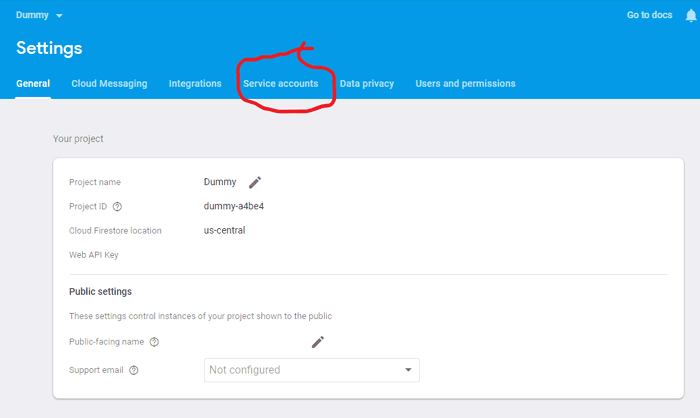 Dummy
Go to docs
Settings
General Cloud Messaging Integrations Service accounts Data privacy Users and permissions
Your project
Project name Dummy
Project ID dummy-a4be4
Cloud Firestore location us-central
Web API Key
Public settings
These settings control instances of your project shown to the public
Public-facing name
Support email Not configured